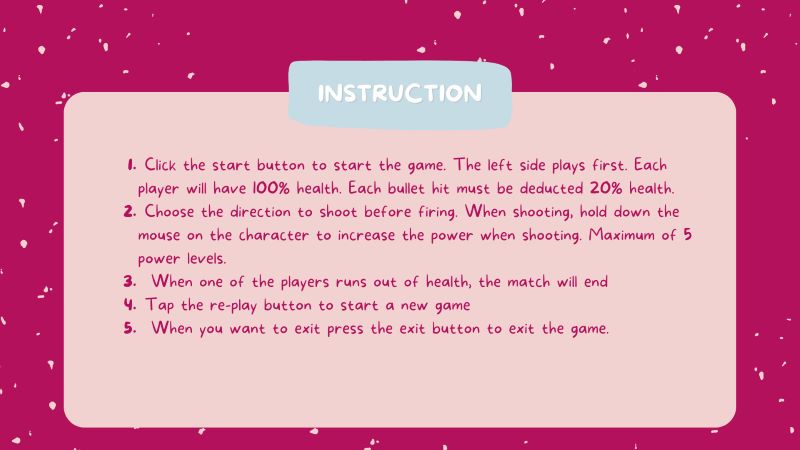 INSTRUCTION
1. Click the start button to start the game. The left side plays first. Each
player will have 100% health. Each bullet hit must be deducted 20% health.
2. Choose the direction to shoot before firing. When shooting, hold down the
mouse on the character to increase the power when shooting. Maximum of 5
power levels.
3. When one of the players runs out of health, the match will end
4. Tap the re-play button to start a new game
5. When you want to exit press the exit button to exit the game.